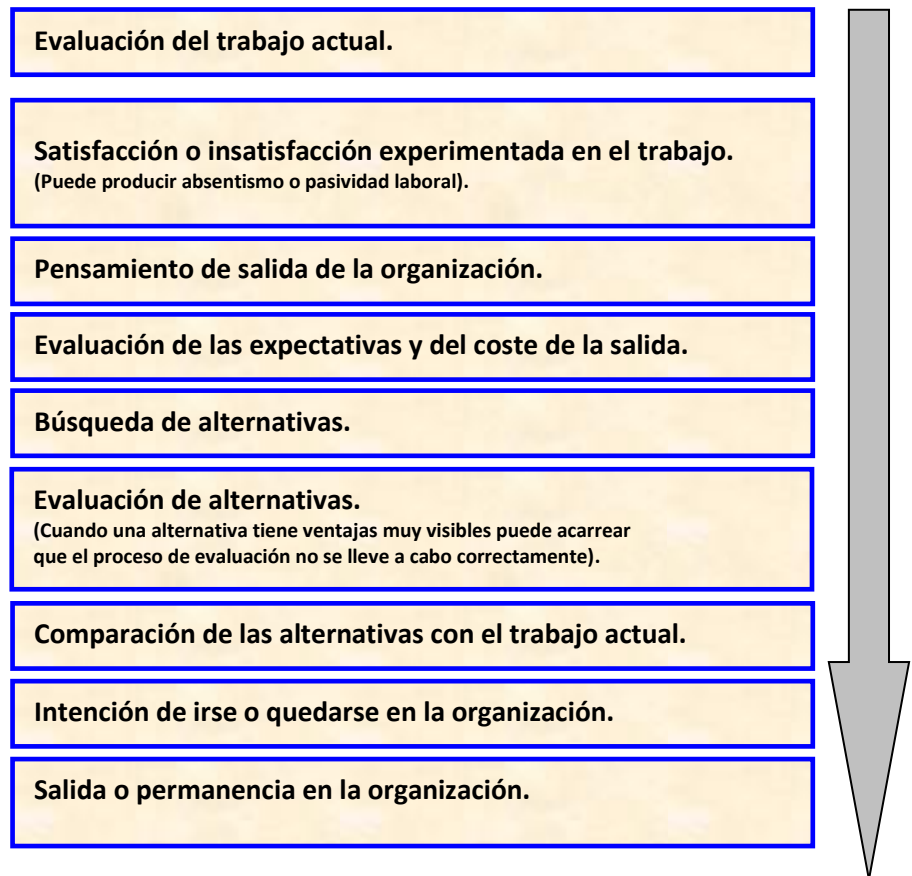 Evaluación del trabajo actual.
Satisfacción o insatisfacción experimentada en el trabajo.
(Puede producir absentismo o pasividad laboral).
Pensamiento de salida de la organización.
Evaluación de las expectativas y del coste de la salida.
Búsqueda de alternativas.
Evaluación de alternativas.
(Cuando una alternativa tiene ventajas muy visibles puede acarrear
que el proceso de evaluación no se lleve a cabo correctamente).
Comparación de las alternativas con el trabajo actual.
Intención de irse o quedarse en la organización.
Salida o permanencia en la organización.